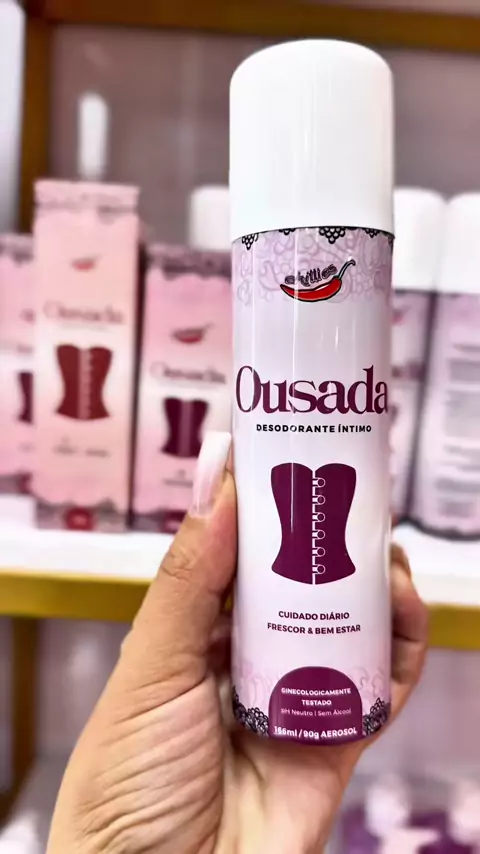 Ousada
DESODORANTE ÍNTIMO
CUIDADO DIÁRIO
FRESCOR & BEM ESTAR
GINECOLOGICAMENTE
TESTADO
pH Neutro | Sem Álcool
166ml / 90g AEROSOL
Ousada
Ousada